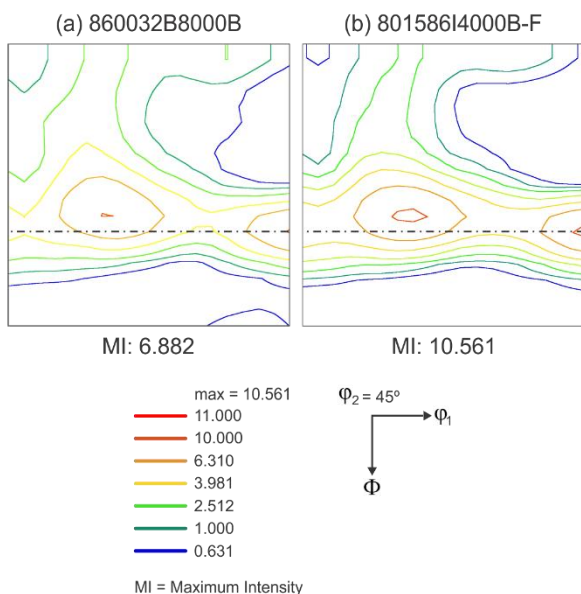 (a) 860032B8000B
(b) 801586I4000B-F
MI: 6.882
MI: 10.561
max = 10.561
11.000
10.000
6.310
3.981
2.512
1.000
0.631
φ₂ = 45º
φ₁
Φ
MI = Maximum Intensity